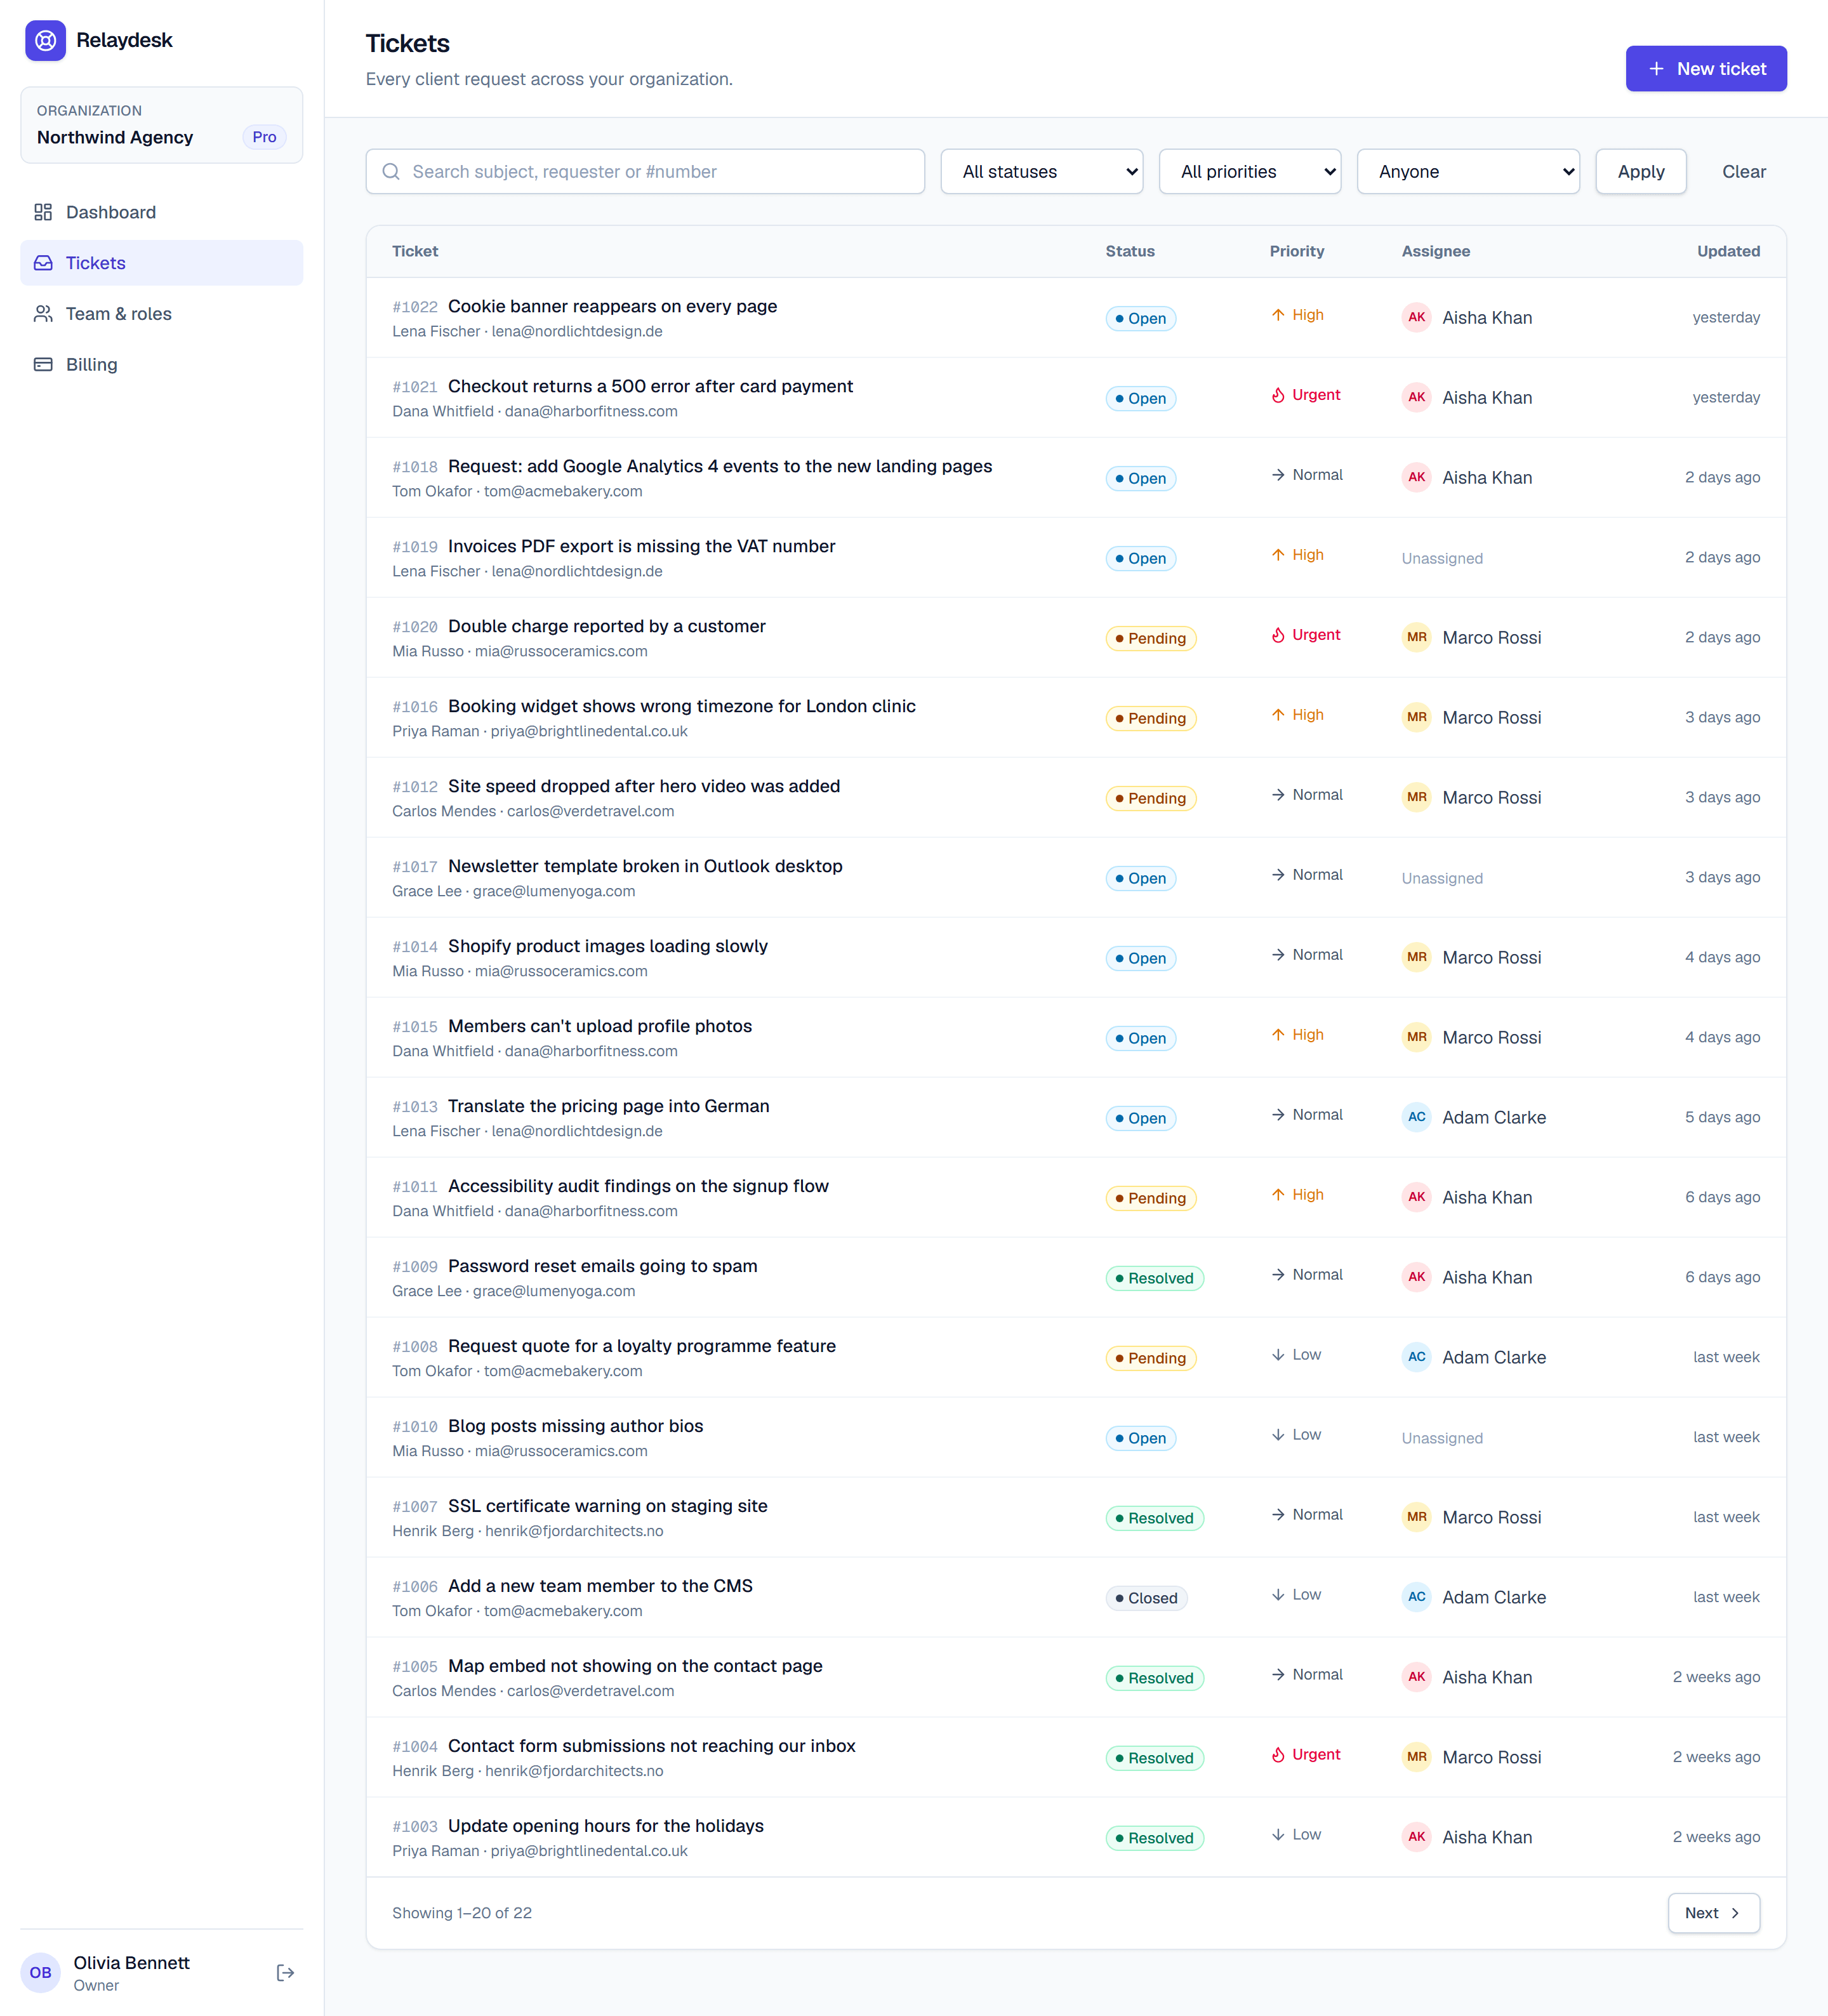 Relaydesk
ORGANIZATION
Northwind Agency Pro
Dashboard
Tickets
Team & roles
Billing
OB Olivia Bennett
Owner
Tickets
Every client request across your organization.
New ticket
Search subject, requester or #number All statuses All priorities Anyone Apply Clear
Ticket Status Priority Assignee Updated
#1022 Cookie banner reappears on every page
Lena Fischer · lena@nordlichtdesign.de Open High AK Aisha Khan yesterday
#1021 Checkout returns a 500 error after card payment
Dana Whitfield · dana@harborfitness.com Open Urgent AK Aisha Khan yesterday
#1018 Request: add Google Analytics 4 events to the new landing pages
Tom Okafor · tom@acmebakery.com Open Normal AK Aisha Khan 2 days ago
#1019 Invoices PDF export is missing the VAT number
Lena Fischer · lena@nordlichtdesign.de Open High Unassigned 2 days ago
#1020 Double charge reported by a customer
Mia Russo · mia@russoceramics.com Pending Urgent MR Marco Rossi 2 days ago
#1016 Booking widget shows wrong timezone for London clinic
Priya Raman · priya@brightlinedental.co.uk Pending High MR Marco Rossi 3 days ago
#1012 Site speed dropped after hero video was added
Carlos Mendes · carlos@verdetravel.com Pending Normal MR Marco Rossi 3 days ago
#1017 Newsletter template broken in Outlook desktop
Grace Lee · grace@lumenyoga.com Open Normal Unassigned 3 days ago
#1014 Shopify product images loading slowly
Mia Russo · mia@russoceramics.com Open Normal MR Marco Rossi 4 days ago
#1015 Members can't upload profile photos
Dana Whitfield · dana@harborfitness.com Open High MR Marco Rossi 4 days ago
#1013 Translate the pricing page into German
Lena Fischer · lena@nordlichtdesign.de Open Normal AC Adam Clarke 5 days ago
#1011 Accessibility audit findings on the signup flow
Dana Whitfield · dana@harborfitness.com Pending High AK Aisha Khan 6 days ago
#1009 Password reset emails going to spam
Grace Lee · grace@lumenyoga.com Resolved Normal AK Aisha Khan 6 days ago
#1008 Request quote for a loyalty programme feature
Tom Okafor · tom@acmebakery.com Pending Low AC Adam Clarke last week
#1010 Blog posts missing author bios
Mia Russo · mia@russoceramics.com Open Low Unassigned last week
#1007 SSL certificate warning on staging site
Henrik Berg · henrik@fjordarchitects.no Resolved Normal MR Marco Rossi last week
#1006 Add a new team member to the CMS
Tom Okafor · tom@acmebakery.com Closed Low AC Adam Clarke last week
#1005 Map embed not showing on the contact page
Carlos Mendes · carlos@verdetravel.com Resolved Normal AK Aisha Khan 2 weeks ago
#1004 Contact form submissions not reaching our inbox
Henrik Berg · henrik@fjordarchitects.no Resolved Urgent MR Marco Rossi 2 weeks ago
#1003 Update opening hours for the holidays
Priya Raman · priya@brightlinedental.co.uk Resolved Low AK Aisha Khan 2 weeks ago
Showing 1–20 of 22 Next